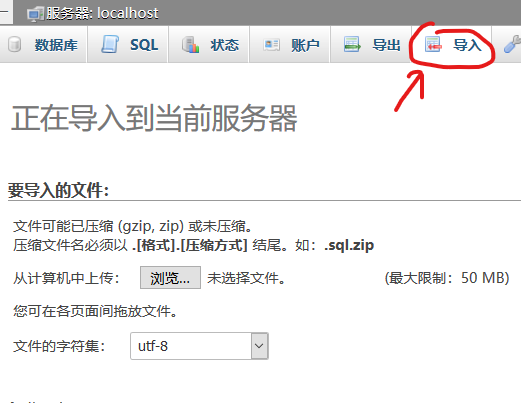 服务器: localhost
数据库 SQL 状态 账户 导出 导入
正在导入到当前服务器
要导入的文件:
文件可能已压缩 (gzip, zip) 或未压缩。
压缩文件名必须以 .[格式].[压缩方式] 结尾。如：.sql.zip
从计算机中上传： 浏览... 未选择文件。 (最大限制：50 MB)
您可在各页面间拖放文件。
文件的字符集： utf-8